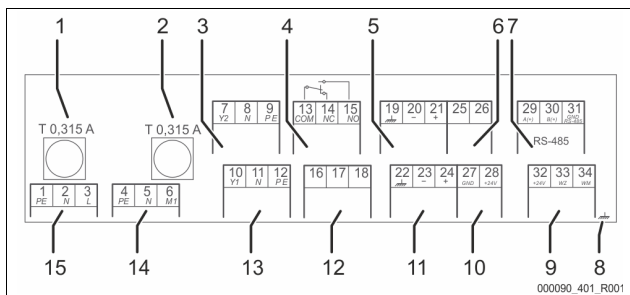 1 2 3 4 5 6 7
T 0,315 A T 0,315 A
7 8 9 13 14 15 19 20 21 25 26 29 30 31
Y2 N PE COM NC NO − + A(+) B(+) GND RS-485
RS-485
10 11 12 16 17 18 22 23 24 27 28 32 33 34
Y1 N PE − + GND +24V +24V WZ WM
1 2 3 4 5 6
PE N L PE N M1
15 14 13 12 11 10 9 8
000090_401_R001